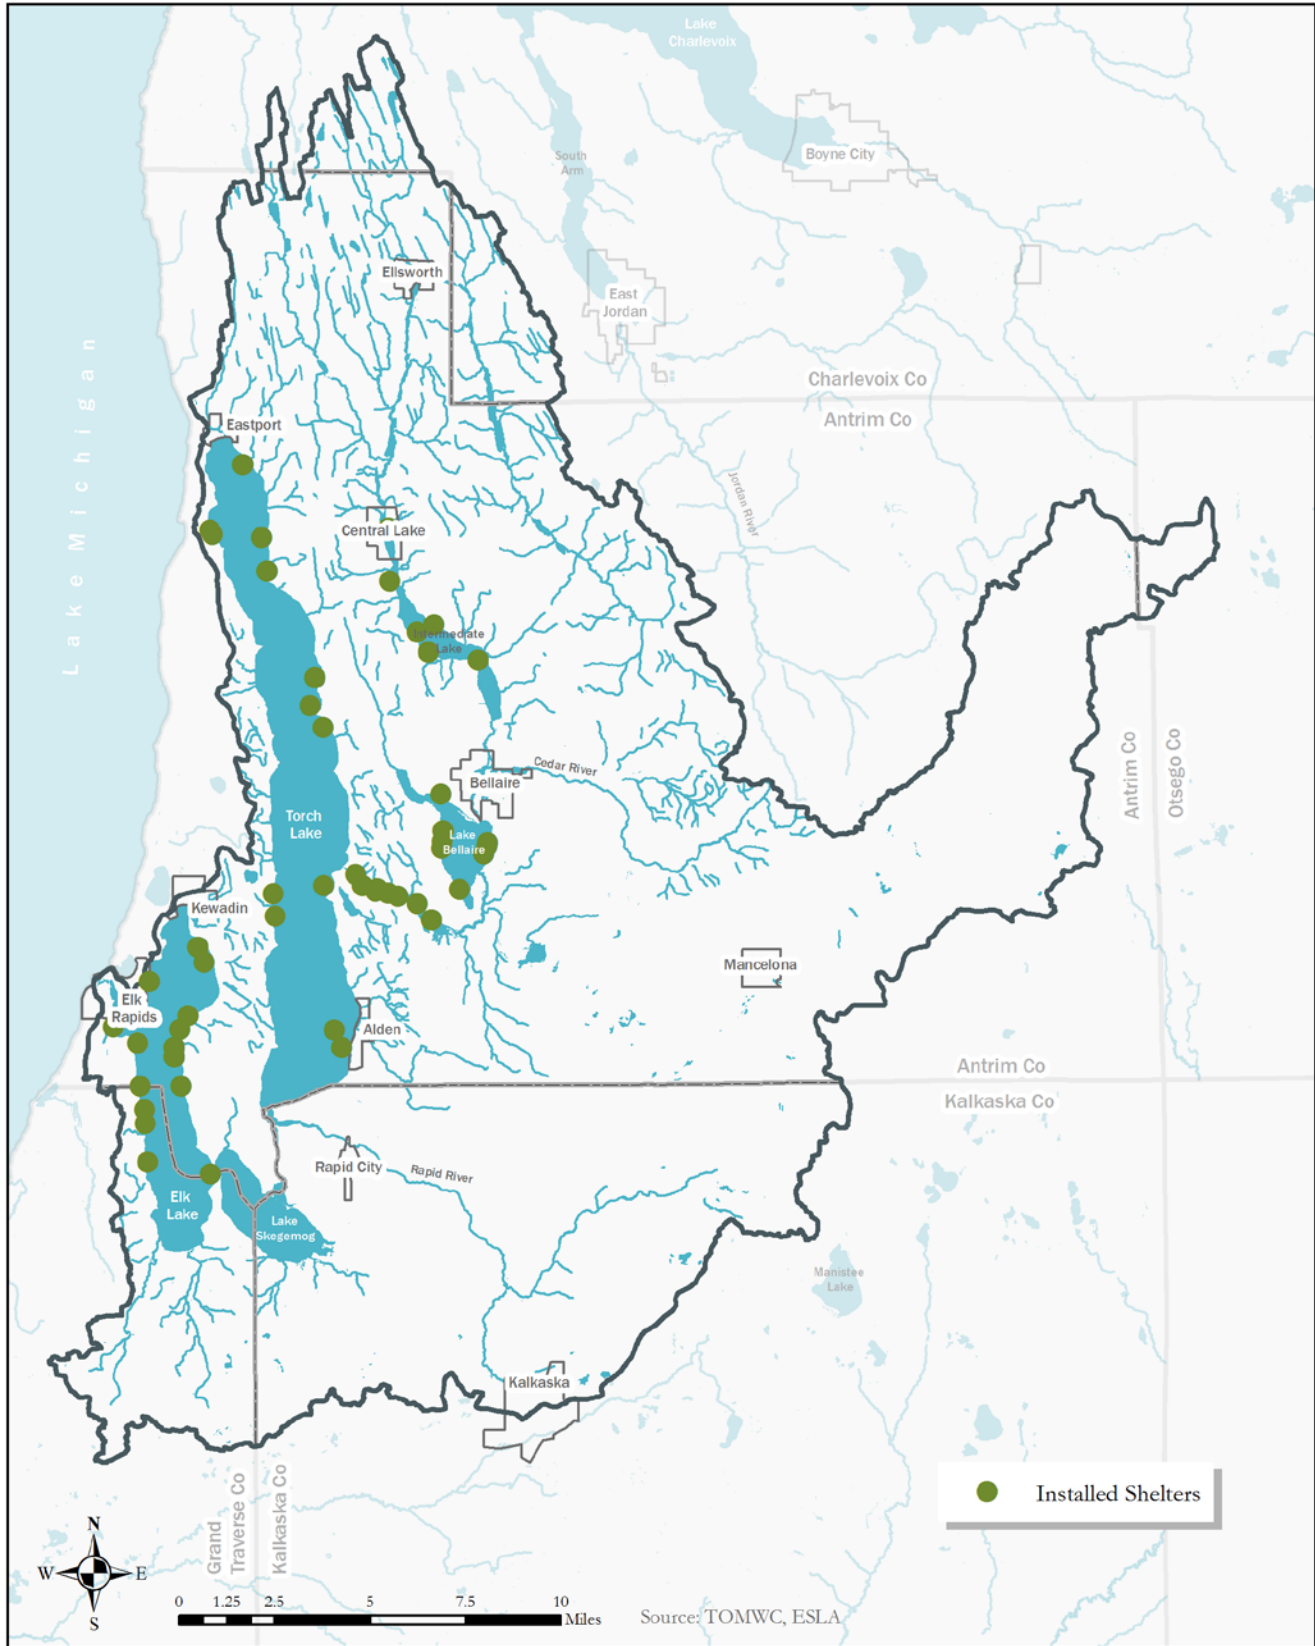 Lake
Charlevoix
Boyne City
South
Arm
Ellsworth
East
Jordan
Lake Michigan
Charlevoix Co
Antrim Co
Eastport
Jordan River
Central Lake
Intermediate
Lake
Cedar River
Bellaire
Antrim Co
Otsego Co
Torch
Lake
Lake
Bellaire
Kewadin
Mancelona
Elk
Rapids
Alden
Antrim Co
Kalkaska Co
Rapid City
Rapid River
Elk
Lake
Lake
Skegemog
Manistee
Lake
Kalkaska
Grand
Traverse Co
Kalkaska Co
Installed Shelters
N
W
E
S
0 1.25 2.5 5 7.5 10
Miles
Source: TOMWC, ESLA